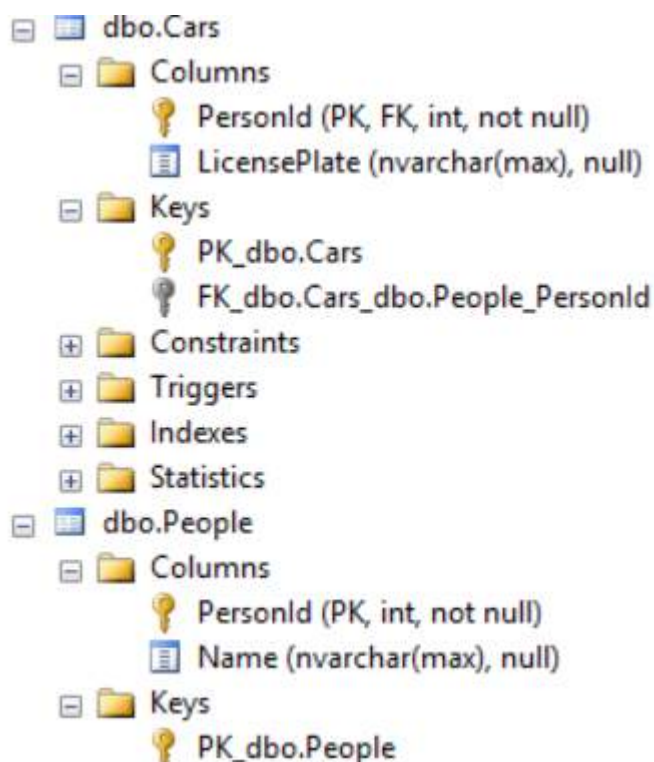 dbo.Cars
Columns
PersonId (PK, FK, int, not null)
LicensePlate (nvarchar(max), null)
Keys
PK_dbo.Cars
FK_dbo.Cars_dbo.People_PersonId
Constraints
Triggers
Indexes
Statistics
dbo.People
Columns
PersonId (PK, int, not null)
Name (nvarchar(max), null)
Keys
PK_dbo.People